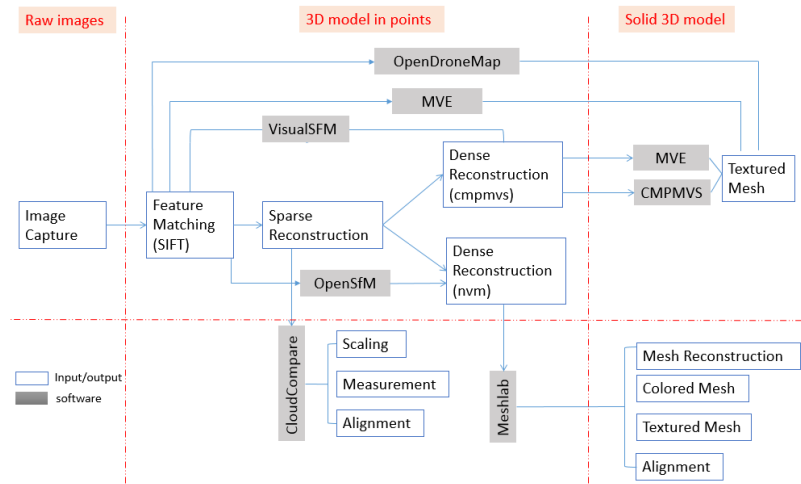 Raw images
3D model in points
Solid 3D model
OpenDroneMap
MVE
VisualSFM
Dense
Reconstruction
(cmpmvs)
MVE
CMPMVS
Textured
Mesh
Image
Capture
Feature
Matching
(SIFT)
Sparse
Reconstruction
Dense
Reconstruction
(nvm)
OpenSfM
CloudCompare
Scaling
Measurement
Alignment
Meshlab
Mesh Reconstruction
Colored Mesh
Textured Mesh
Alignment
Input/output
software